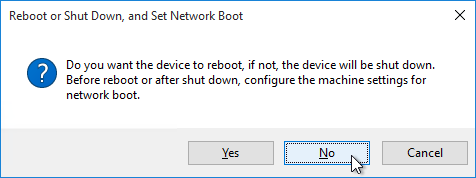 Reboot or Shut Down, and Set Network Boot
Do you want the device to reboot, if not, the device will be shut down.
Before reboot or after shut down, configure the machine settings for
network boot.
Yes
No
Cancel